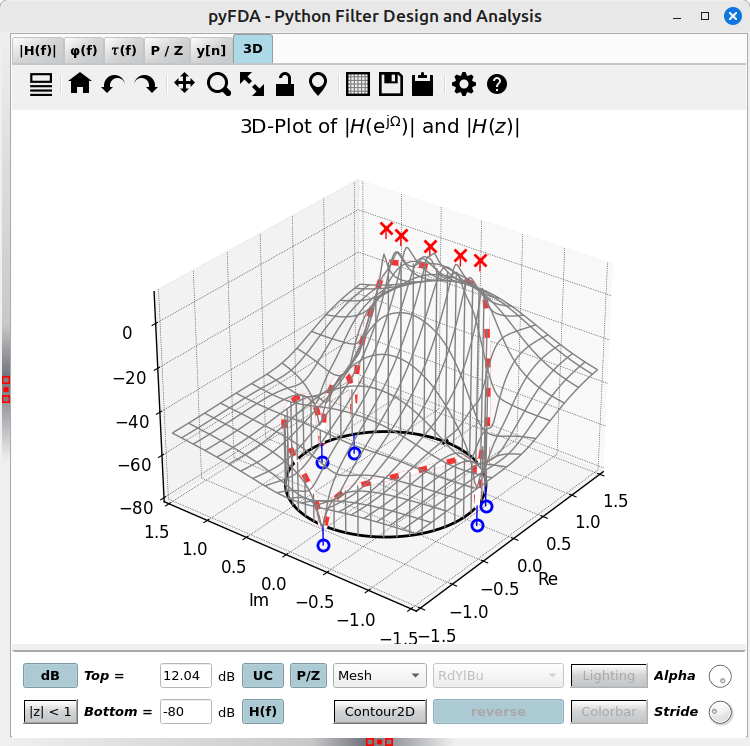 pyFDA - Python Filter Design and Analysis
|H(f)| φ(f) τ(f) P / Z y[n] 3D
3D-Plot of |H(e^jΩ)| and |H(z)|
0
−20
−40
−60
−80
1.5
1.0
0.5
0.0
−0.5
−1.0
−1.5
Im
1.5
1.0
0.5
0.0
−0.5
−1.0
−1.5
Re
dB Top = 12.04 dB UC P/Z Mesh RdYlBu Lighting Alpha
|z| < 1 Bottom = -80 dB H(f) Contour2D reverse Colorbar Stride